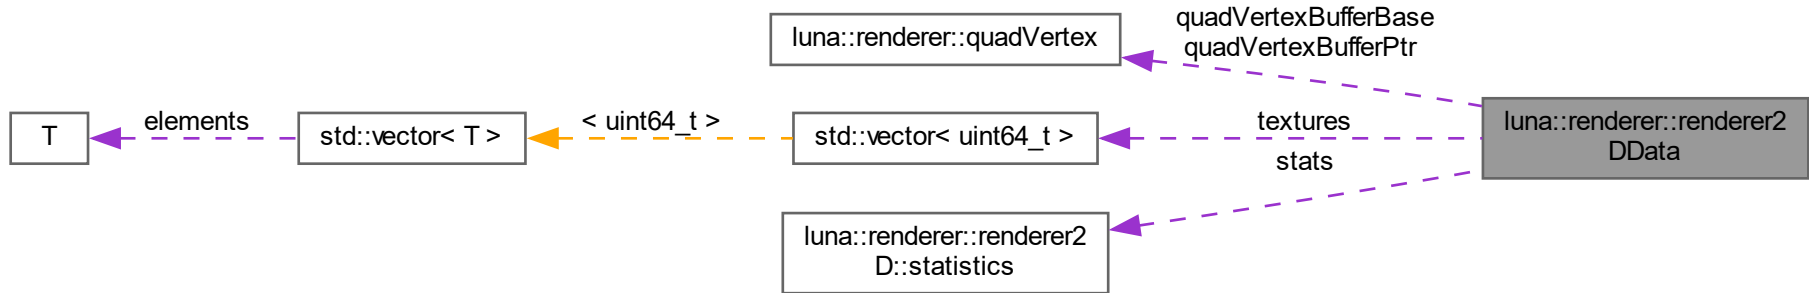 quadVertexBufferBase
quadVertexBufferPtr
luna::renderer::quadVertex
T
elements
std::vector< T >
< uint64_t >
std::vector< uint64_t >
textures
stats
luna::renderer::renderer2
DData
luna::renderer::renderer2
D::statistics